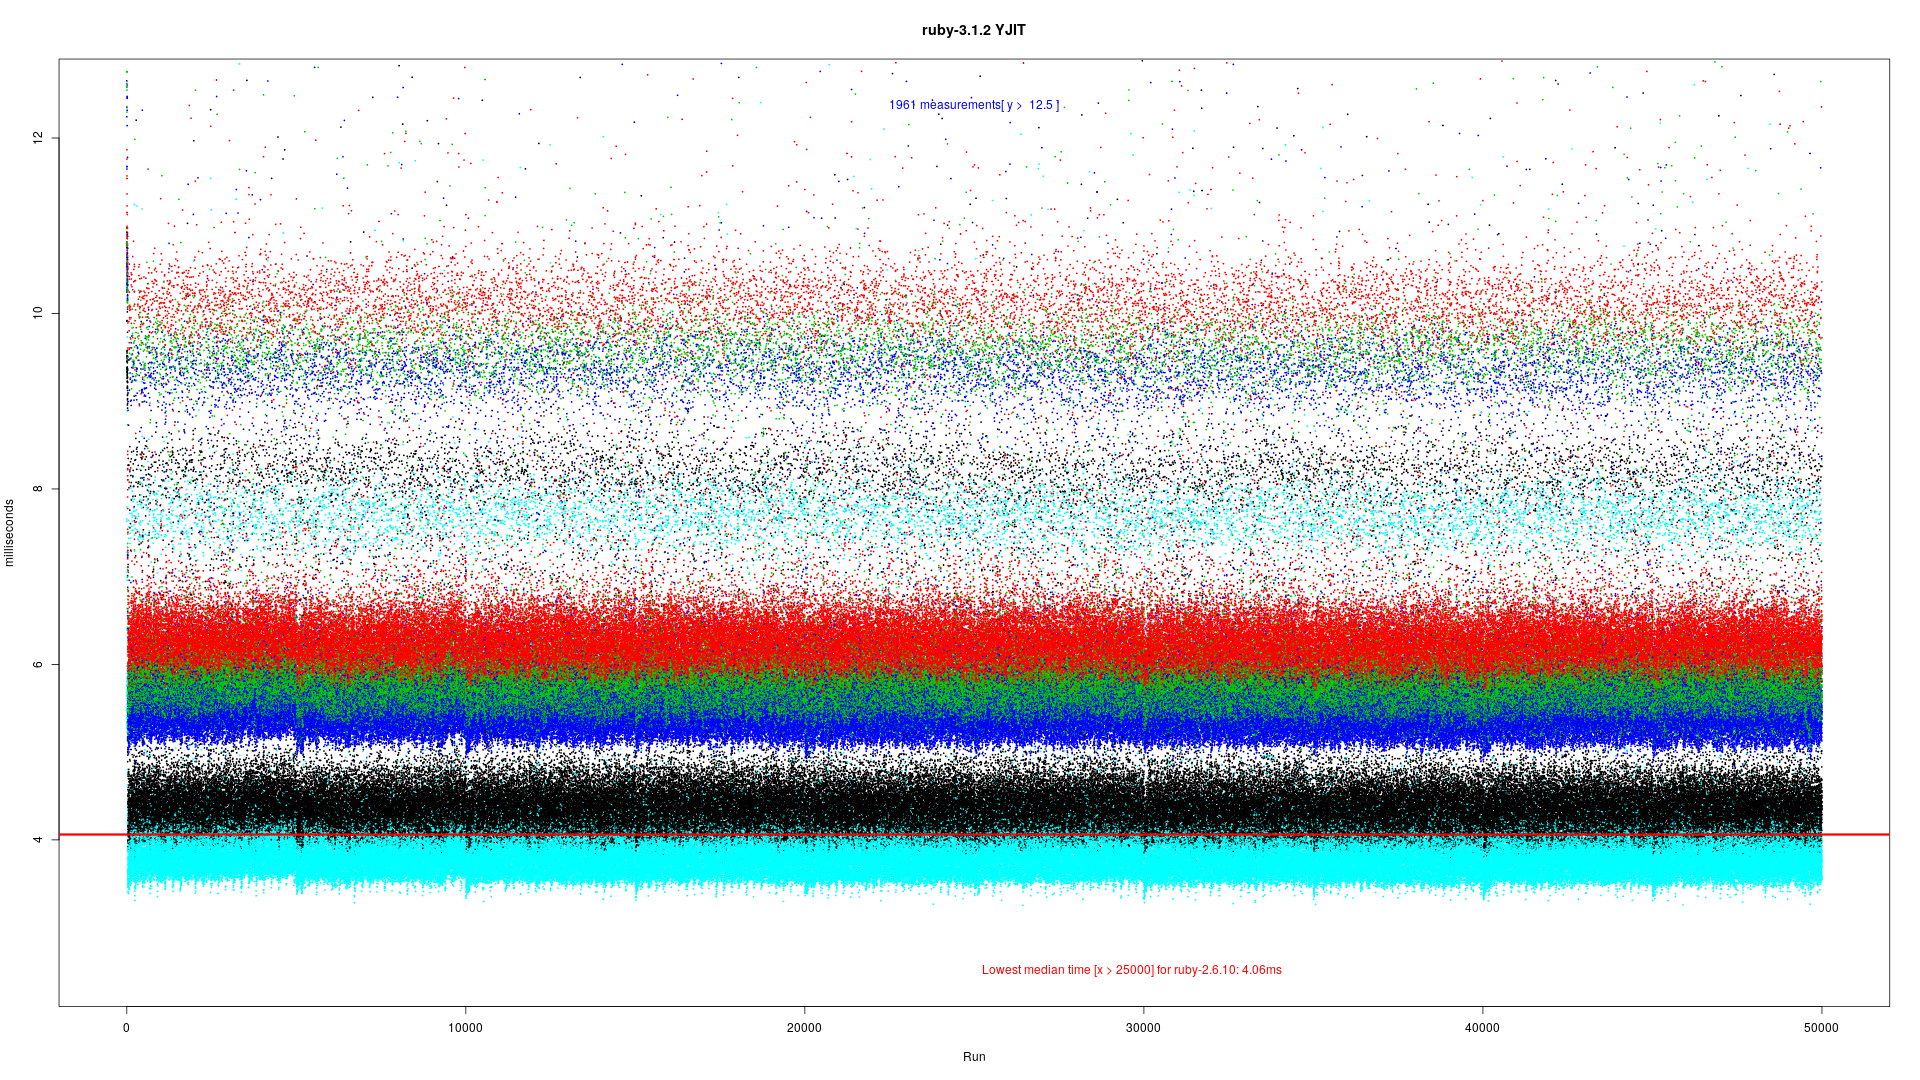 ruby-3.1.2 YJIT
1961 measurements[ y > 12.5 ]
12
10
8
6
4
milliseconds
Lowest median time [x > 25000] for ruby-2.6.10: 4.06ms
0 10000 20000 30000 40000 50000
Run